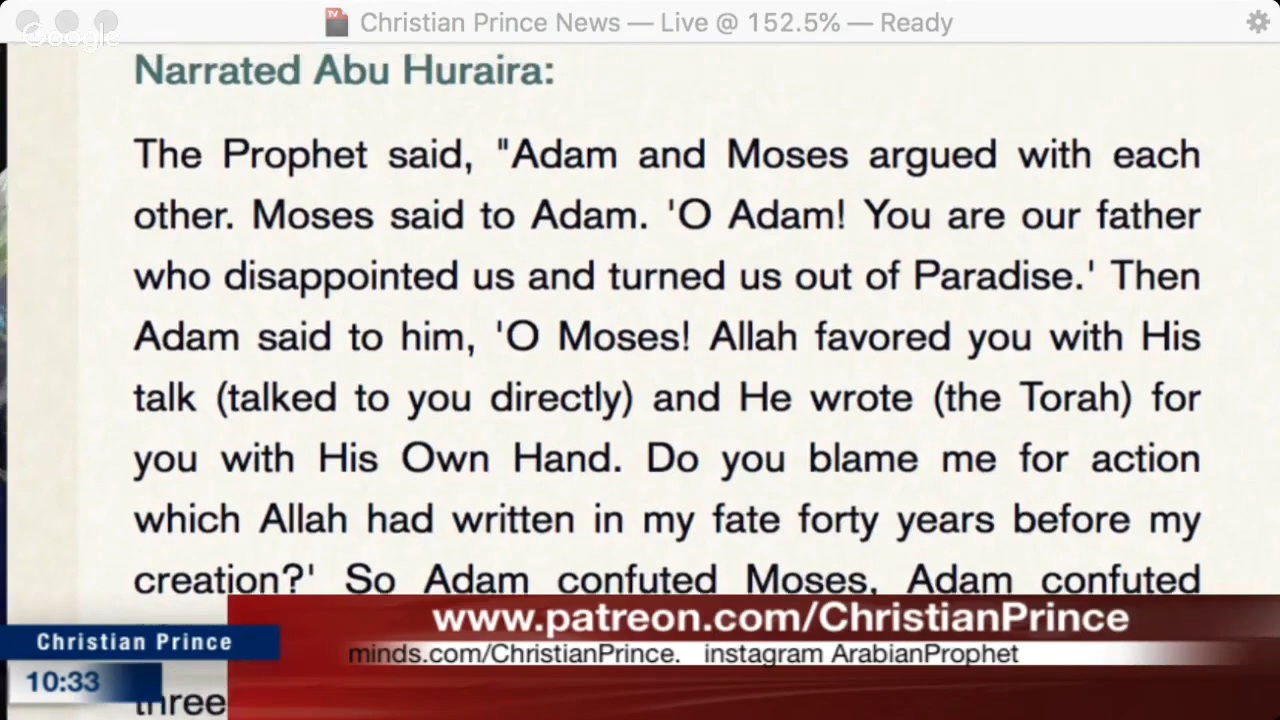 Christian Prince News — Live @ 152.5% — Ready
Google
Narrated Abu Huraira:
The Prophet said, "Adam and Moses argued with each
other. Moses said to Adam. 'O Adam! You are our father
who disappointed us and turned us out of Paradise.' Then
Adam said to him, 'O Moses! Allah favored you with His
talk (talked to you directly) and He wrote (the Torah) for
you with His Own Hand. Do you blame me for action
which Allah had written in my fate forty years before my
creation?' So Adam confuted Moses, Adam confuted
three
www.patreon.com/ChristianPrince
Christian Prince
minds.com/ChristianPrince. instagram ArabianProphet
10:33